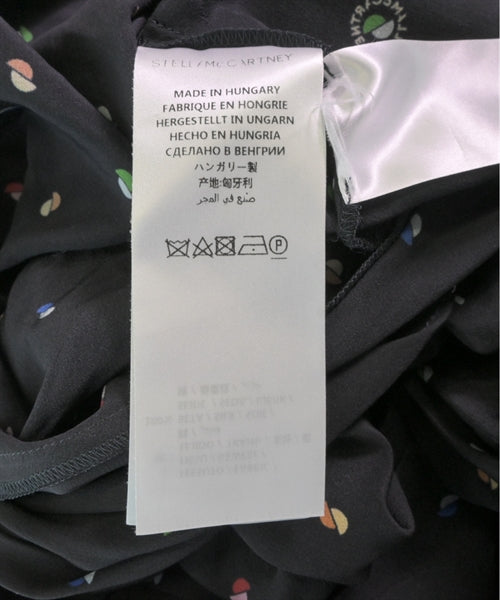 STELLA McCARTNEY
MADE IN HUNGARY
FABRIQUE EN HONGRIE
HERGESTELLT IN UNGARN
HECHO EN HUNGRIA
СДЕЛАНО В ВЕНГРИИ
ハンガリー製
产地:匈牙利
صنع في المجر
P